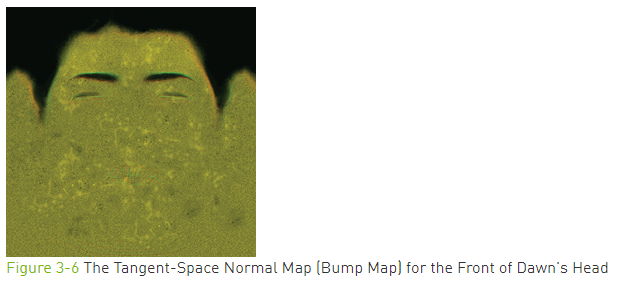 Figure 3-6 The Tangent-Space Normal Map (Bump Map) for the Front of Dawn's Head